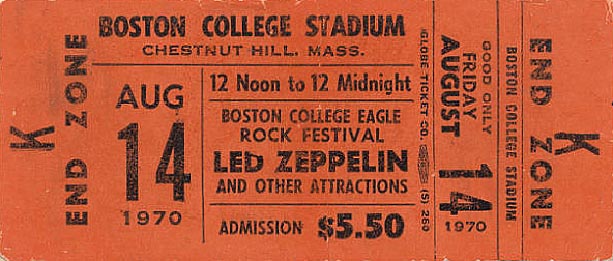 K
END ZONE
BOSTON COLLEGE STADIUM
CHESTNUT HILL, MASS.
AUG
14
1970
12 Noon to 12 Midnight
BOSTON COLLEGE EAGLE
ROCK FESTIVAL
LED ZEPPELIN
AND OTHER ATTRACTIONS
ADMISSION $5.50
GLOBE TICKET CO. (5) 269
FRIDAY
AUGUST
14
1970
GOOD ONLY
BOSTON COLLEGE STADIUM
END ZONE
K